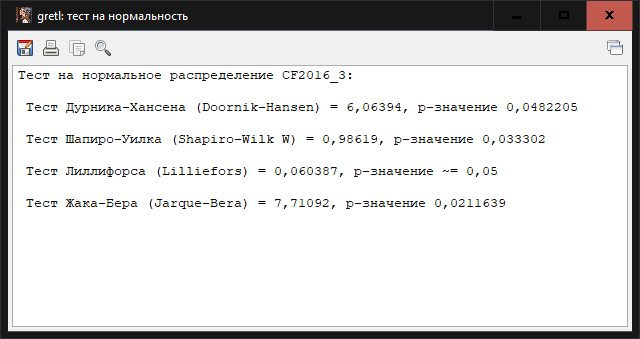 gretl: тест на нормальность
Тест на нормальное распределение CF2016_3:
Тест Дурника-Хансена (Doornik-Hansen) = 6,06394, p-значение 0,0482205
Тест Шапиро-Уилка (Shapiro-Wilk W) = 0,98619, p-значение 0,033302
Тест Лиллифорса (Lilliefors) = 0,060387, p-значение ~= 0,05
Тест Жака-Бера (Jarque-Bera) = 7,71092, p-значение 0,0211639